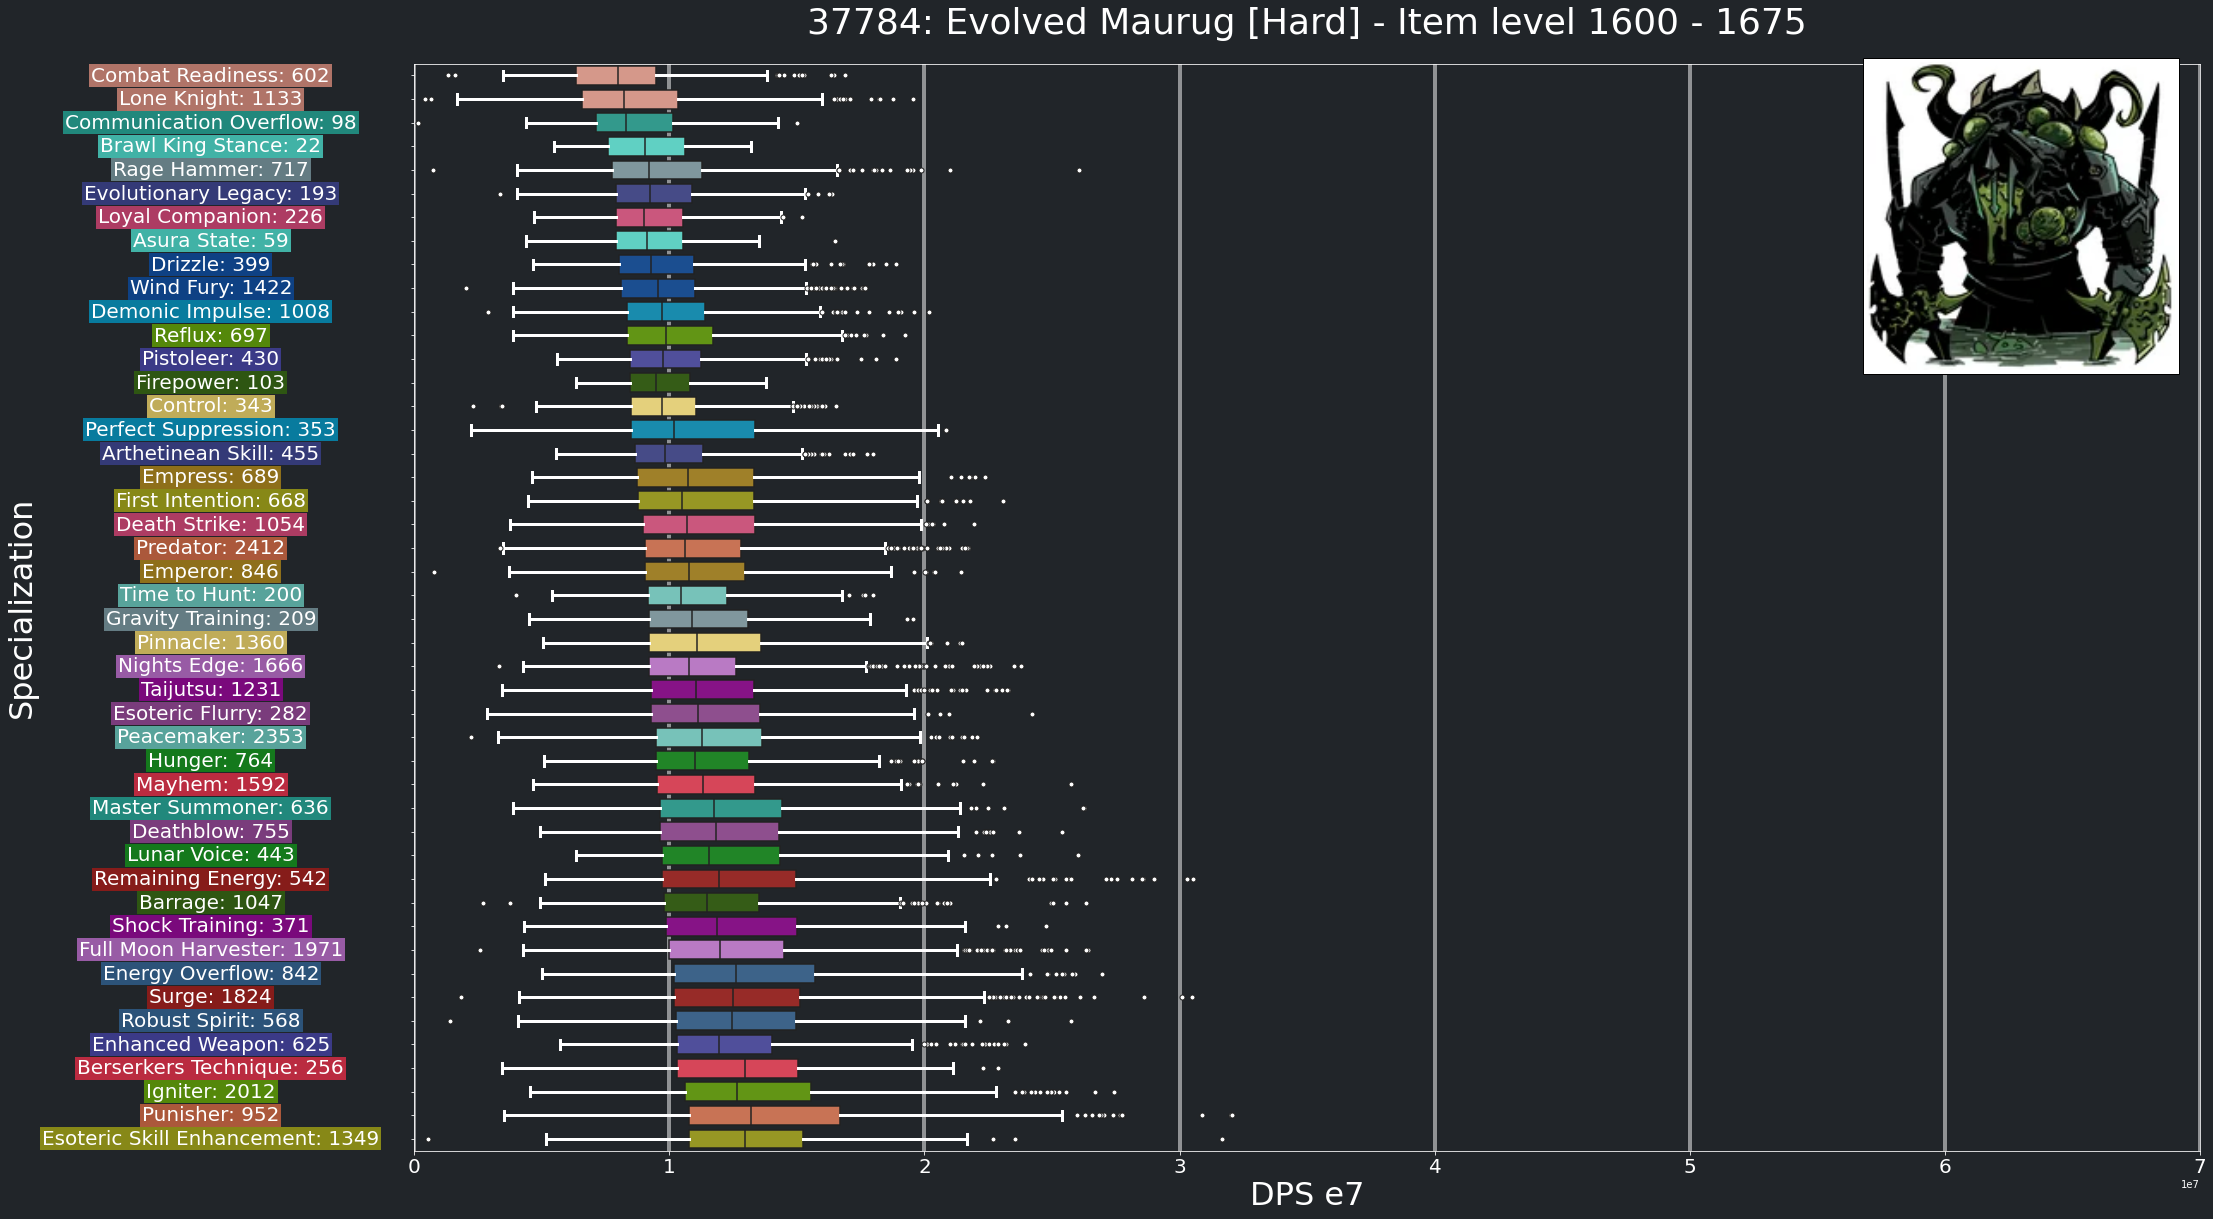 37784: Evolved Maurug [Hard] - Item level 1600 - 1675
Specialization
Combat Readiness: 602
Lone Knight: 1133
Communication Overflow: 98
Brawl King Stance: 22
Rage Hammer: 717
Evolutionary Legacy: 193
Loyal Companion: 226
Asura State: 59
Drizzle: 399
Wind Fury: 1422
Demonic Impulse: 1008
Reflux: 697
Pistoleer: 430
Firepower: 103
Control: 343
Perfect Suppression: 353
Arthetinean Skill: 455
Empress: 689
First Intention: 668
Death Strike: 1054
Predator: 2412
Emperor: 846
Time to Hunt: 200
Gravity Training: 209
Pinnacle: 1360
Nights Edge: 1666
Taijutsu: 1231
Esoteric Flurry: 282
Peacemaker: 2353
Hunger: 764
Mayhem: 1592
Master Summoner: 636
Deathblow: 755
Lunar Voice: 443
Remaining Energy: 542
Barrage: 1047
Shock Training: 371
Full Moon Harvester: 1971
Energy Overflow: 842
Surge: 1824
Robust Spirit: 568
Enhanced Weapon: 625
Berserkers Technique: 256
Igniter: 2012
Punisher: 952
Esoteric Skill Enhancement: 1349
0 1 2 3 4 5 6 7
1e7
DPS e7